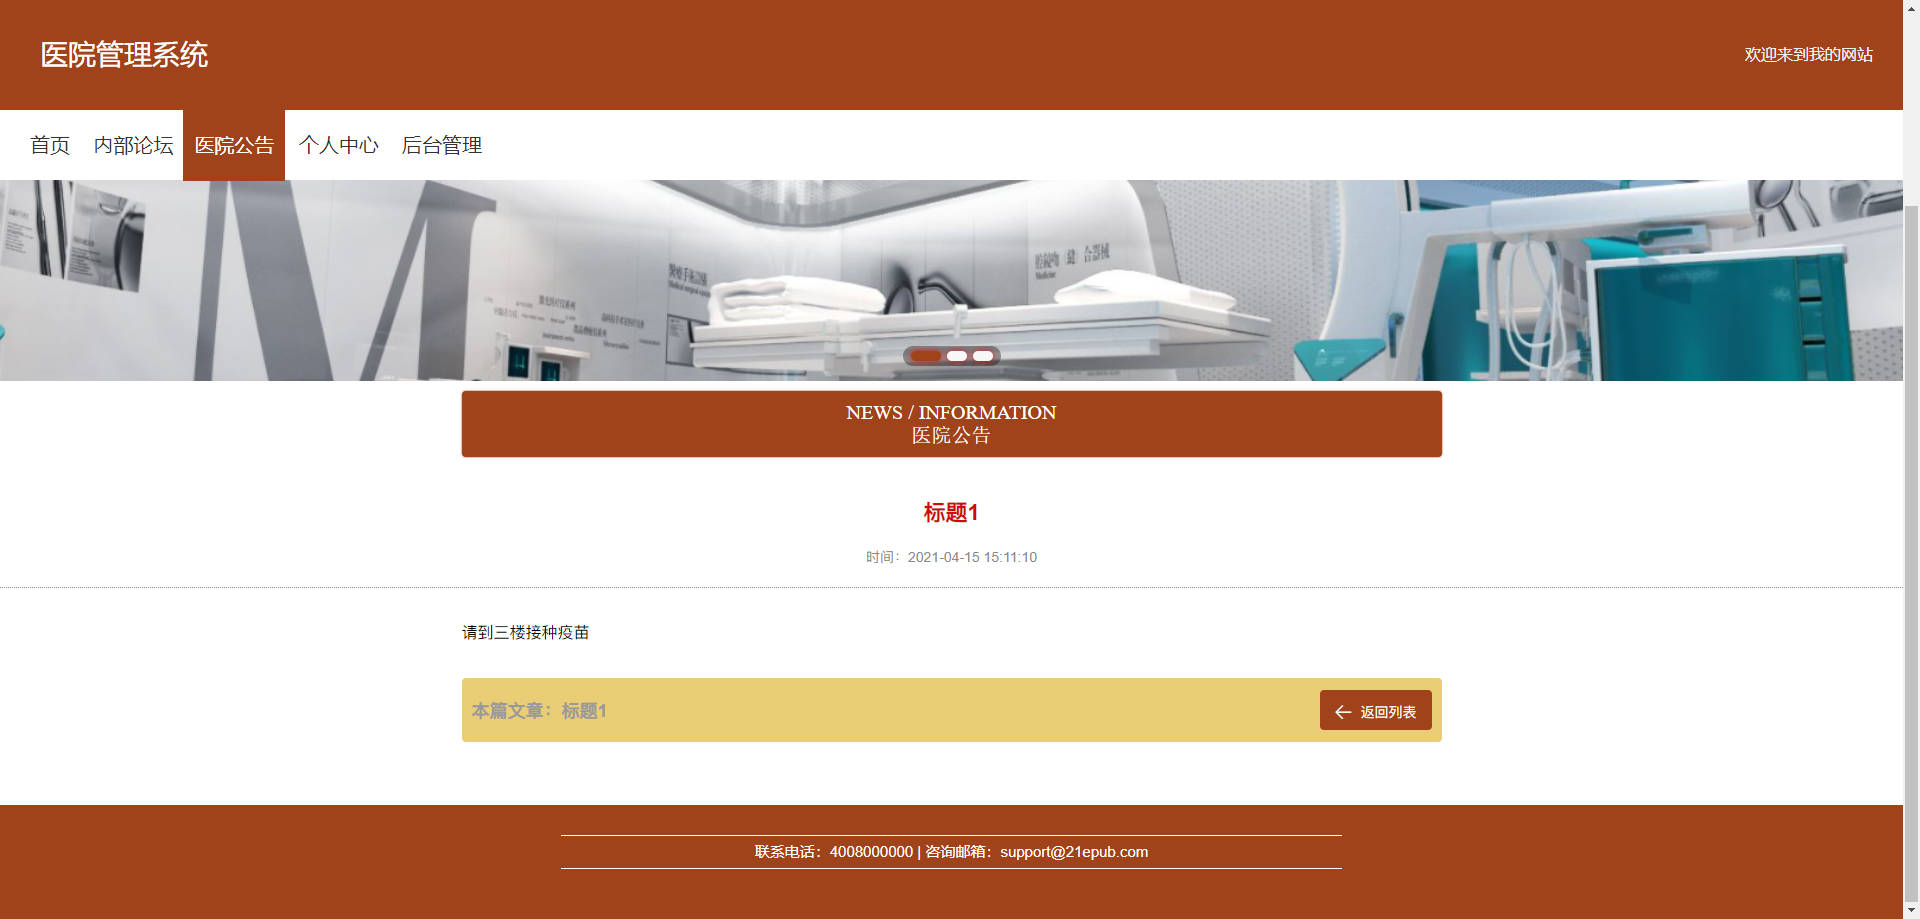 医院管理系统
欢迎来到我的网站
首页 内部论坛 医院公告 个人中心 后台管理
Medicine
NEWS / INFORMATION
医院公告
标题1
时间：2021-04-15 15:11:10
请到三楼接种疫苗
本篇文章：标题1
返回列表
联系电话：4008000000 | 咨询邮箱：support@21epub.com